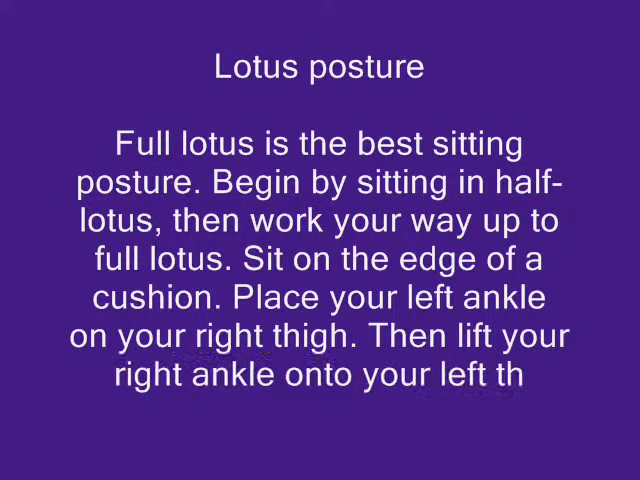 Lotus posture
Full lotus is the best sitting
posture. Begin by sitting in half-
lotus, then work your way up to
full lotus. Sit on the edge of a
cushion. Place your left ankle
on your right thigh. Then lift your
right ankle onto your left th